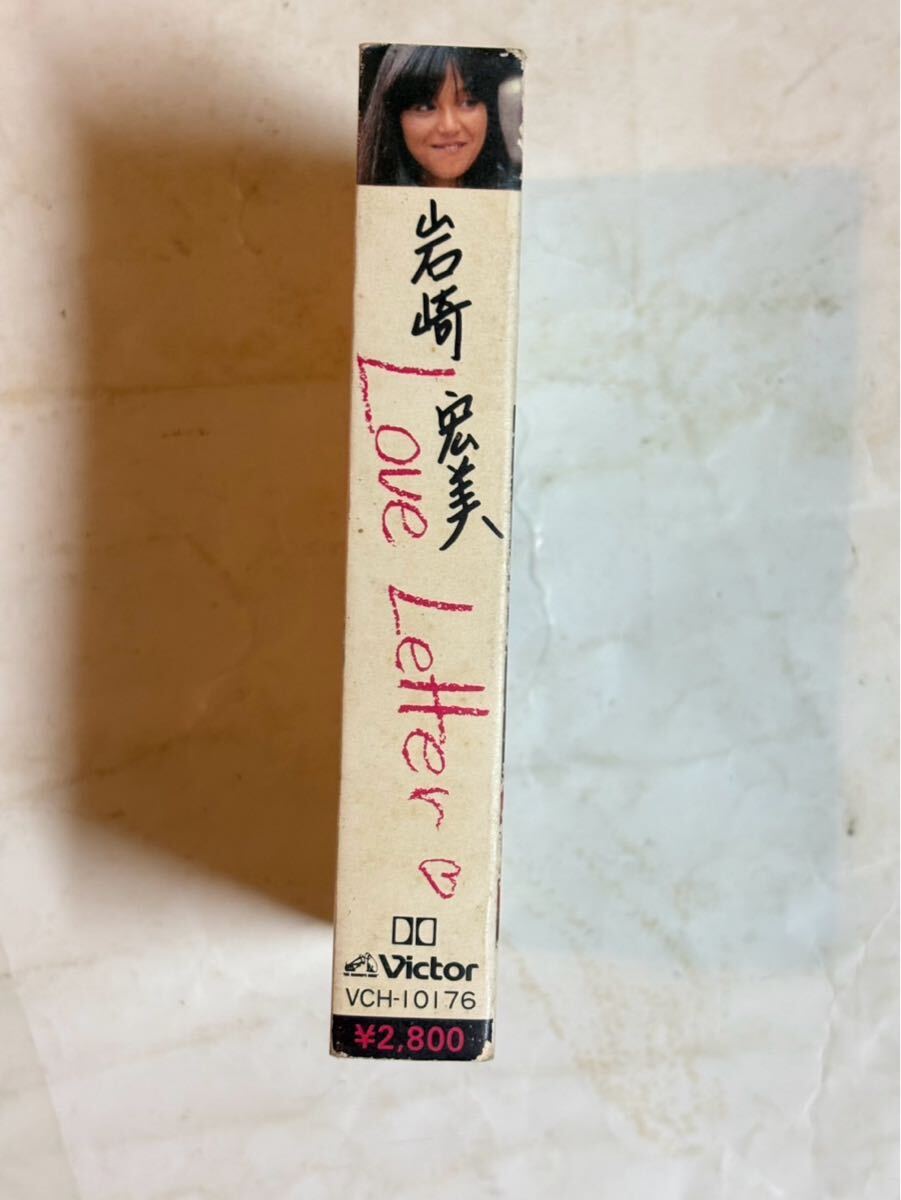 岩崎宏美
Love Letter
Victor
VCH-10176
¥2,800